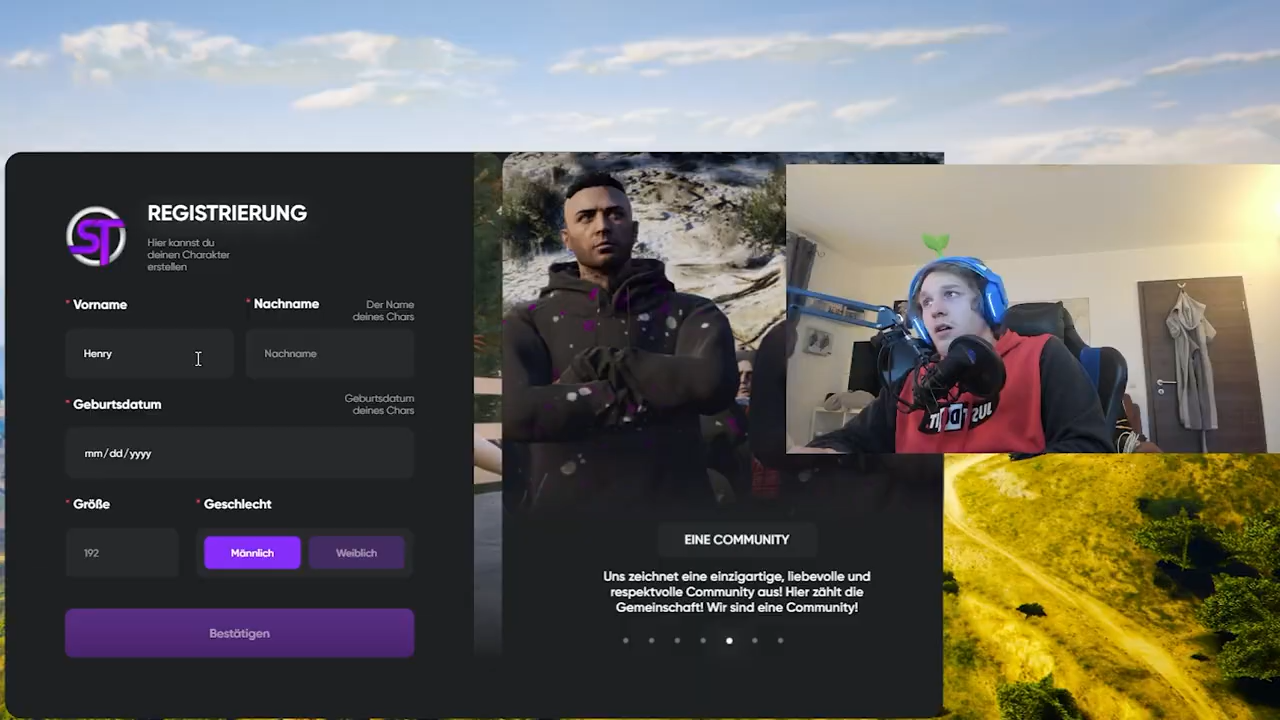 ST
REGISTRIERUNG
Hier kannst du
deinen Charakter
erstellen
* Vorname
* Nachname
Der Name
deines Chars
Henry
Nachname
* Geburtsdatum
Geburtsdatum
deines Chars
mm/dd/yyyy
* Größe
* Geschlecht
192
Männlich
Weiblich
Bestätigen
EINE COMMUNITY
Uns zeichnet eine einzigartige, liebevolle und
respektvolle Community aus! Hier zählt die
Gemeinschaft! Wir sind eine Community!